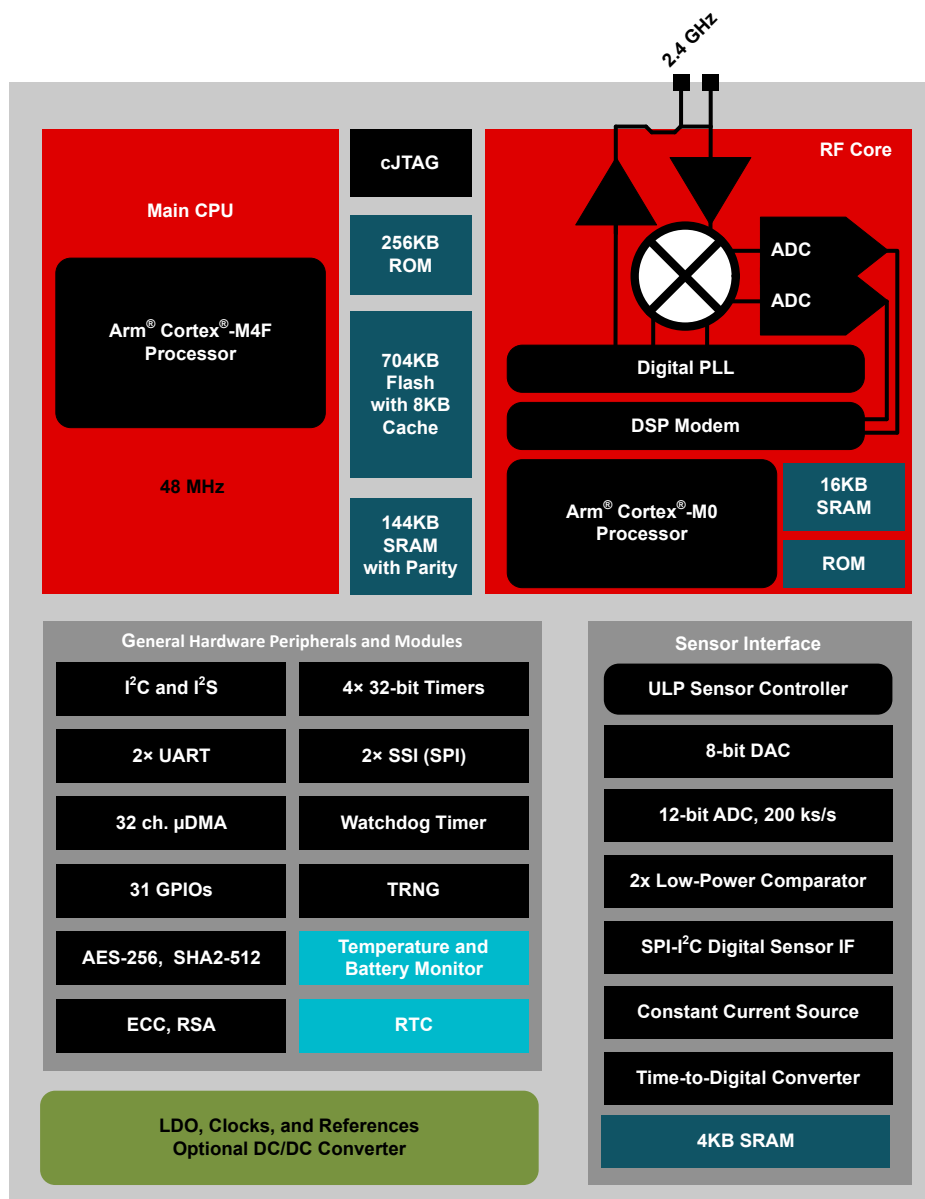 2.4 GHz
Main CPU
Arm® Cortex®-M4F
Processor
48 MHz
cJTAG
256KB
ROM
704KB
Flash
with 8KB
Cache
144KB
SRAM
with Parity
RF Core
ADC
ADC
Digital PLL
DSP Modem
Arm® Cortex®-M0
Processor
16KB
SRAM
ROM
General Hardware Peripherals and Modules
I²C and I²S
4× 32-bit Timers
2× UART
2× SSI (SPI)
32 ch. µDMA
Watchdog Timer
31 GPIOs
TRNG
AES-256, SHA2-512
Temperature and
Battery Monitor
ECC, RSA
RTC
LDO, Clocks, and References
Optional DC/DC Converter
Sensor Interface
ULP Sensor Controller
8-bit DAC
12-bit ADC, 200 ks/s
2x Low-Power Comparator
SPI-I²C Digital Sensor IF
Constant Current Source
Time-to-Digital Converter
4KB SRAM